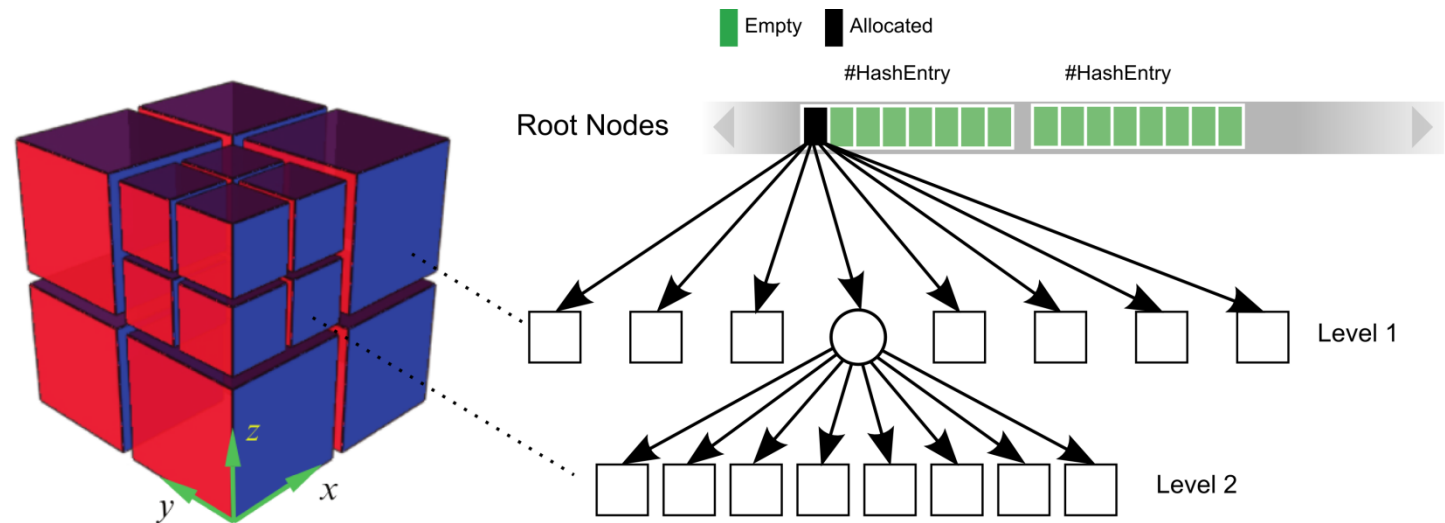 Empty
Allocated
#HashEntry
#HashEntry
Root Nodes
Level 1
z
x
y
Level 2